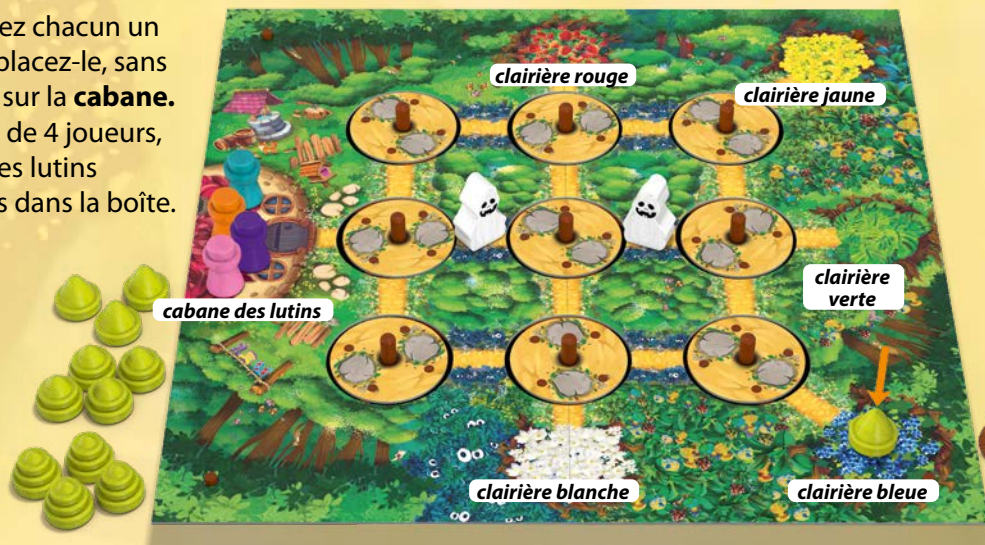 ez chacun un
placez-le, sans
sur la cabane.
de 4 joueurs,
es lutins
s dans la boîte.
clairière rouge
clairière jaune
clairière
verte
cabane des lutins
clairière blanche
clairière bleue